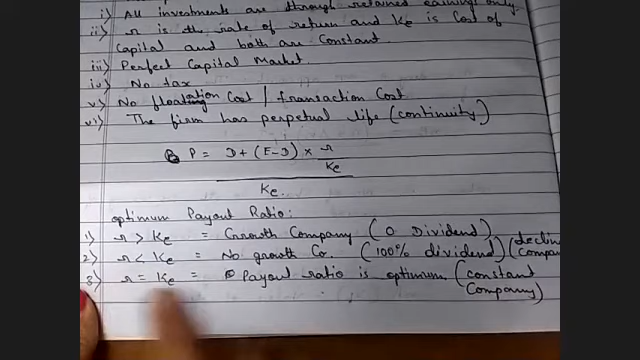 i) All investments are through retained earnings only
ii) r is the rate of return and Ke is Cost of
Capital and both are Constant.
iii) Perfect Capital Market.
iv) No tax
v) No floatation Cost / Transaction Cost
vi) The firm has perpetual life (continuity)
P = D + (E-D) × r
Ke
Ke.
optimum Payout Ratio:
1) r > Ke = Growth Company (0 Dividend)
2) r < Ke = No growth Co. (100% dividend) (declin
Compan
3) r = Ke = Payout ratio is optimum (constant
Company)